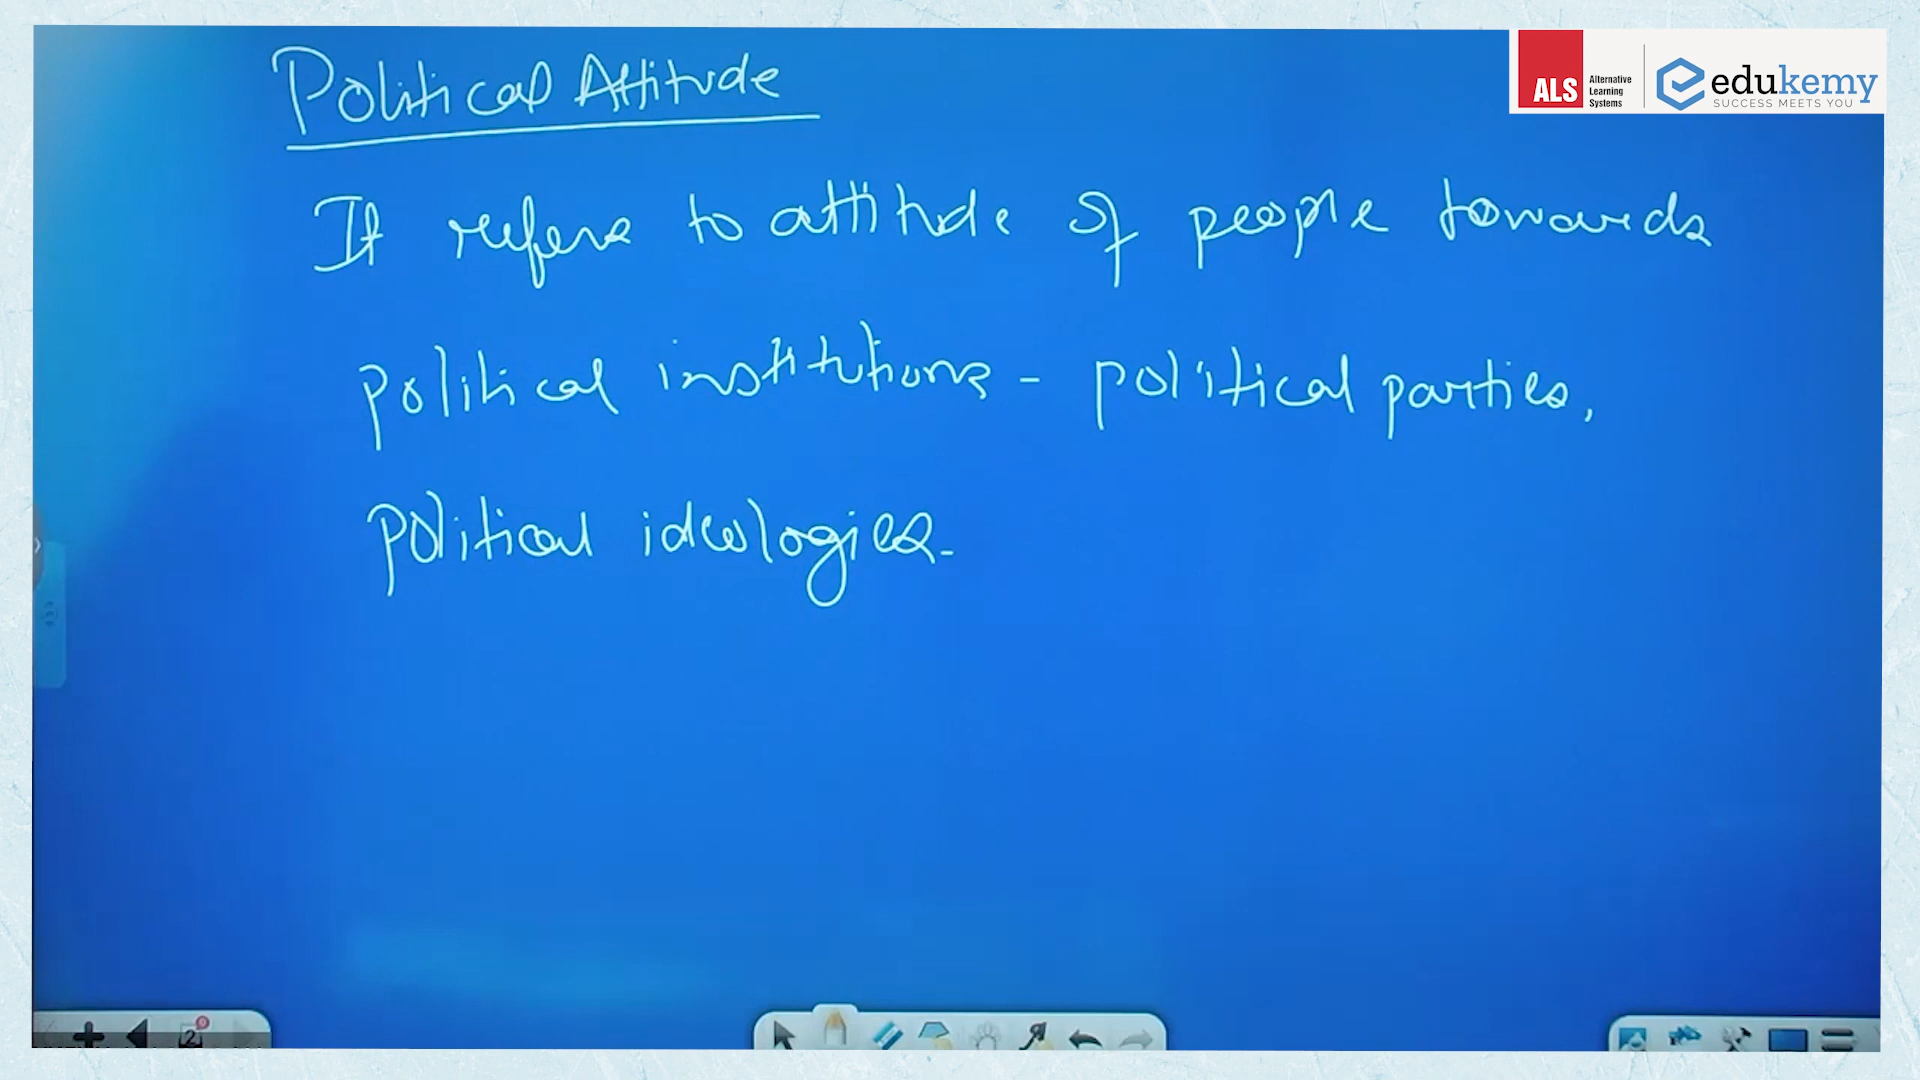 Political Attitude
It refers to attitude of people towards
political institutions - political parties,
political ideologies.
ALS
Alternative
Learning
Systems
edukemy
SUCCESS MEETS YOU
2